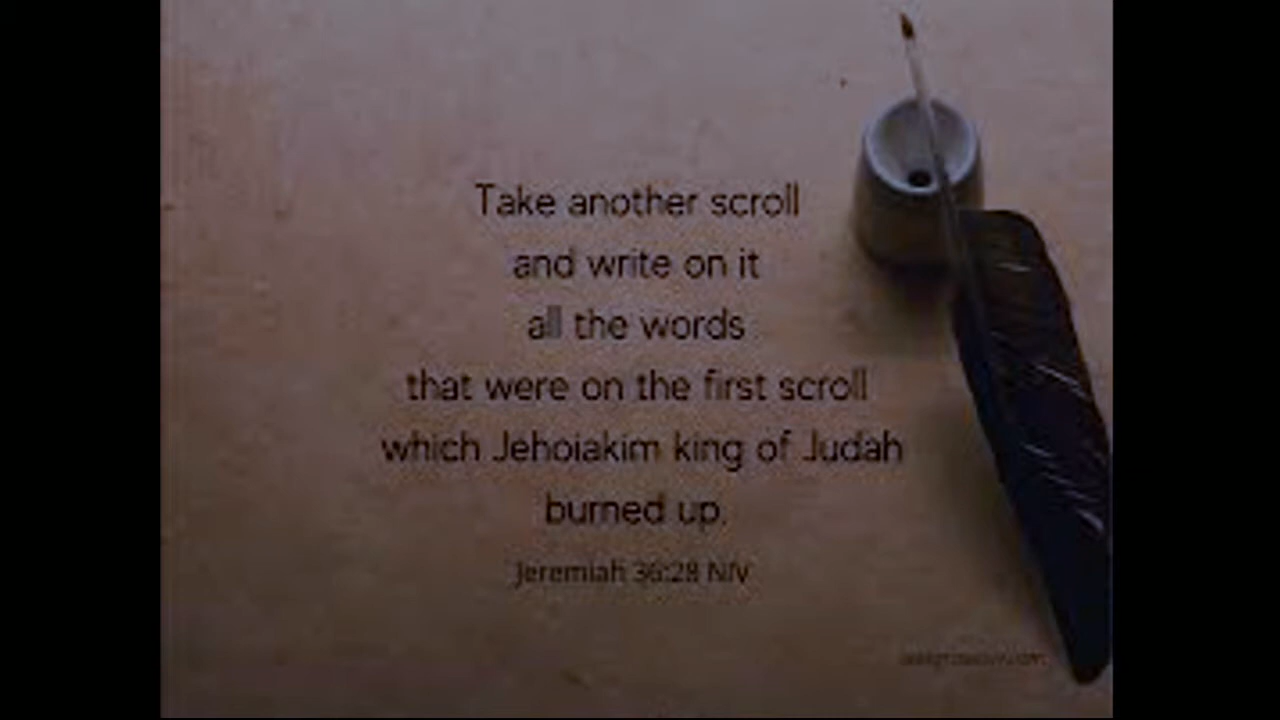 Take another scroll
and write on it
all the words
that were on the first scroll
which Jehoiakim king of Judah
burned up.
Jeremiah 36:28 NIV